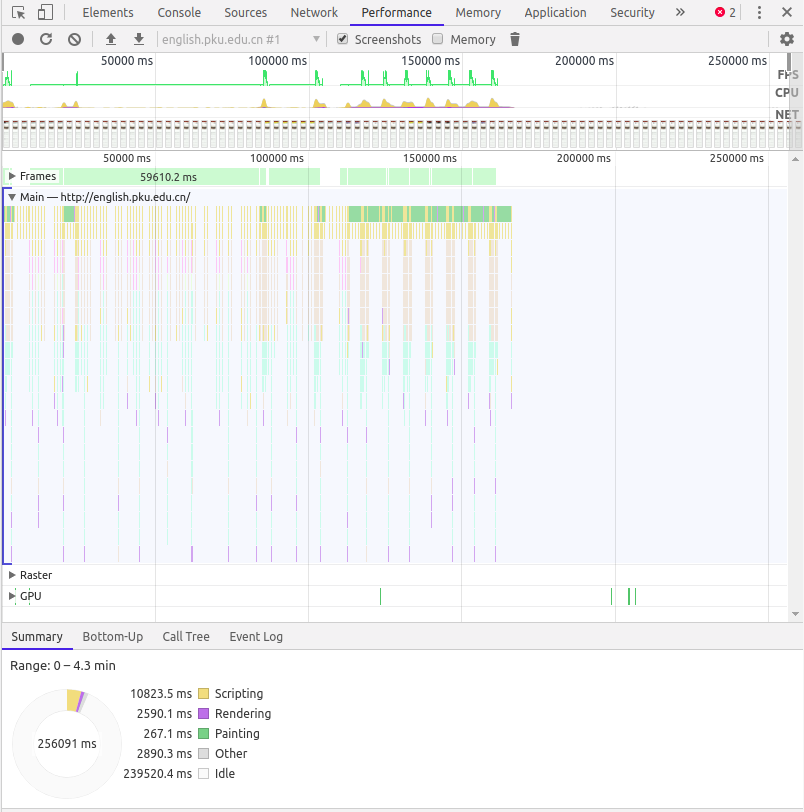 Elements Console Sources Network Performance Memory Application Security » 2
english.pku.edu.cn #1 Screenshots Memory
50000 ms 100000 ms 150000 ms 200000 ms 250000 ms
FPS
CPU
NET
50000 ms 100000 ms 150000 ms 200000 ms 250000 ms
Frames 59610.2 ms
Main — http://english.pku.edu.cn/
Raster
GPU
Summary Bottom-Up Call Tree Event Log
Range: 0 – 4.3 min
10823.5 ms Scripting
2590.1 ms Rendering
267.1 ms Painting
256091 ms
2890.3 ms Other
239520.4 ms Idle